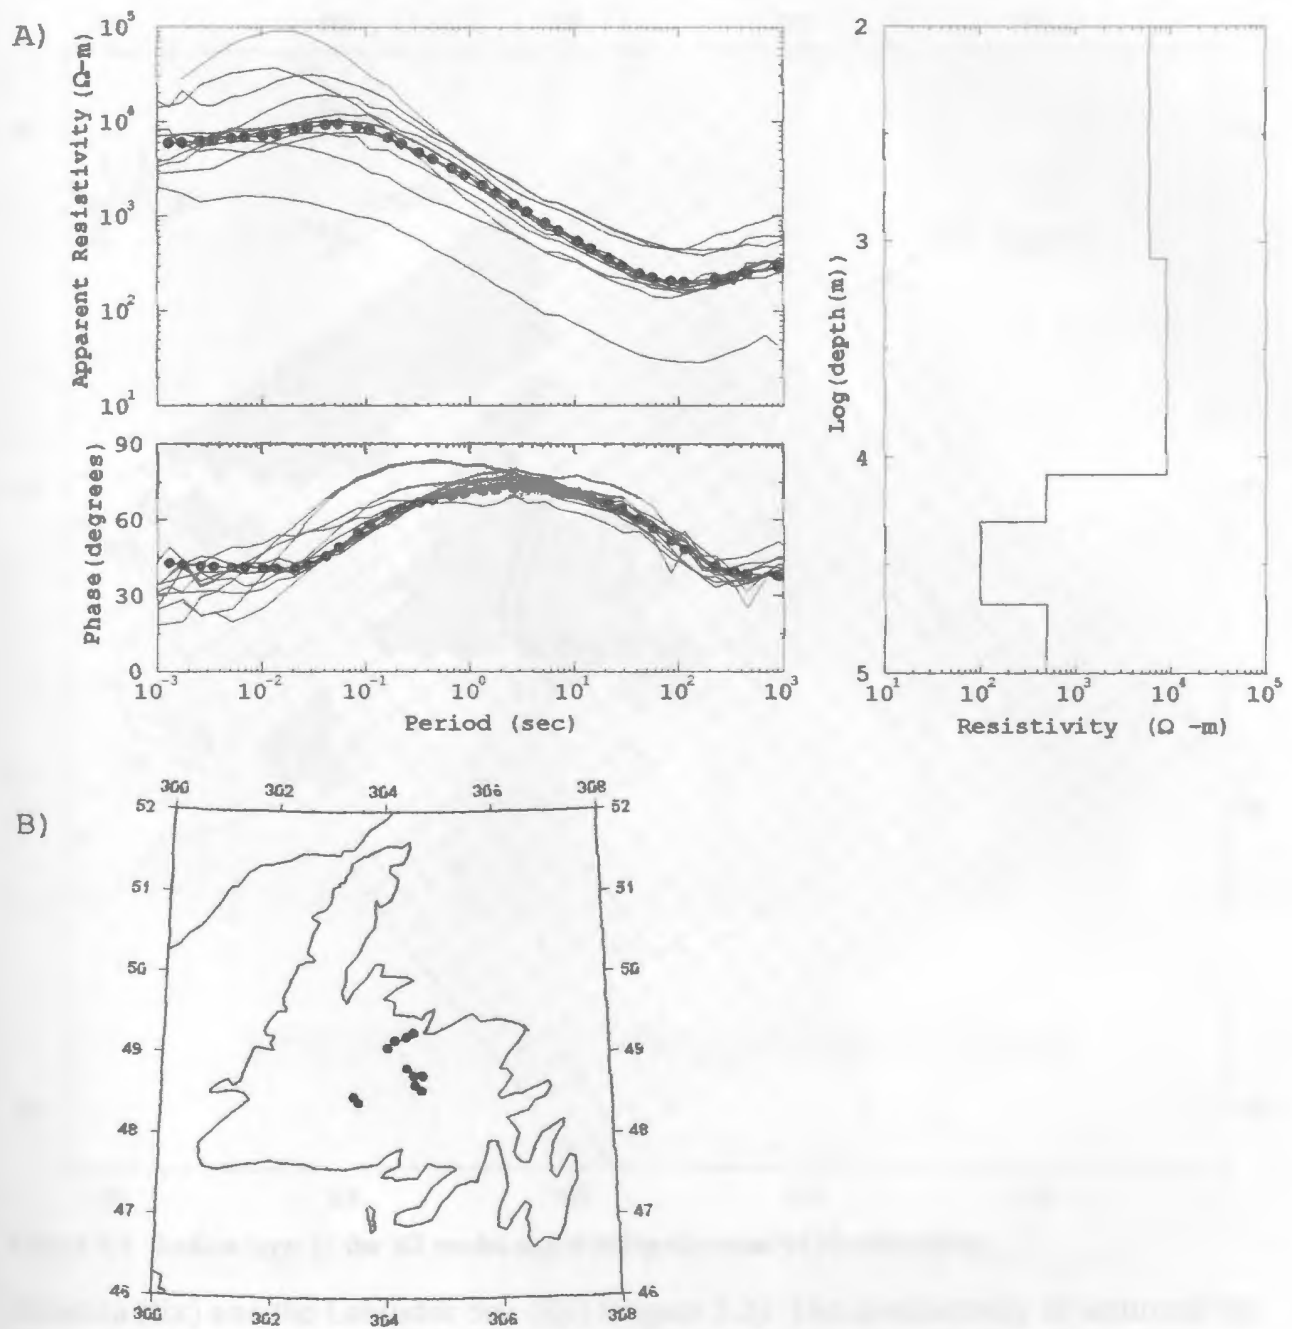 A)
10^5
10^4
10^3
10^2
10^1
Apparent Resistivity (Ω-m)
90
60
30
0
Phase(degrees)
10^-3 10^-2 10^-1 10^0 10^1 10^2 10^3
Period (sec)
2
3
4
5
Log(depth(m))
10^1 10^2 10^3 10^4 10^5
Resistivity (Ω -m)
B)
300 302 304 306 308
52 52
51 51
50 50
49 49
48 48
47 47
46 46
300 302 304 306 308